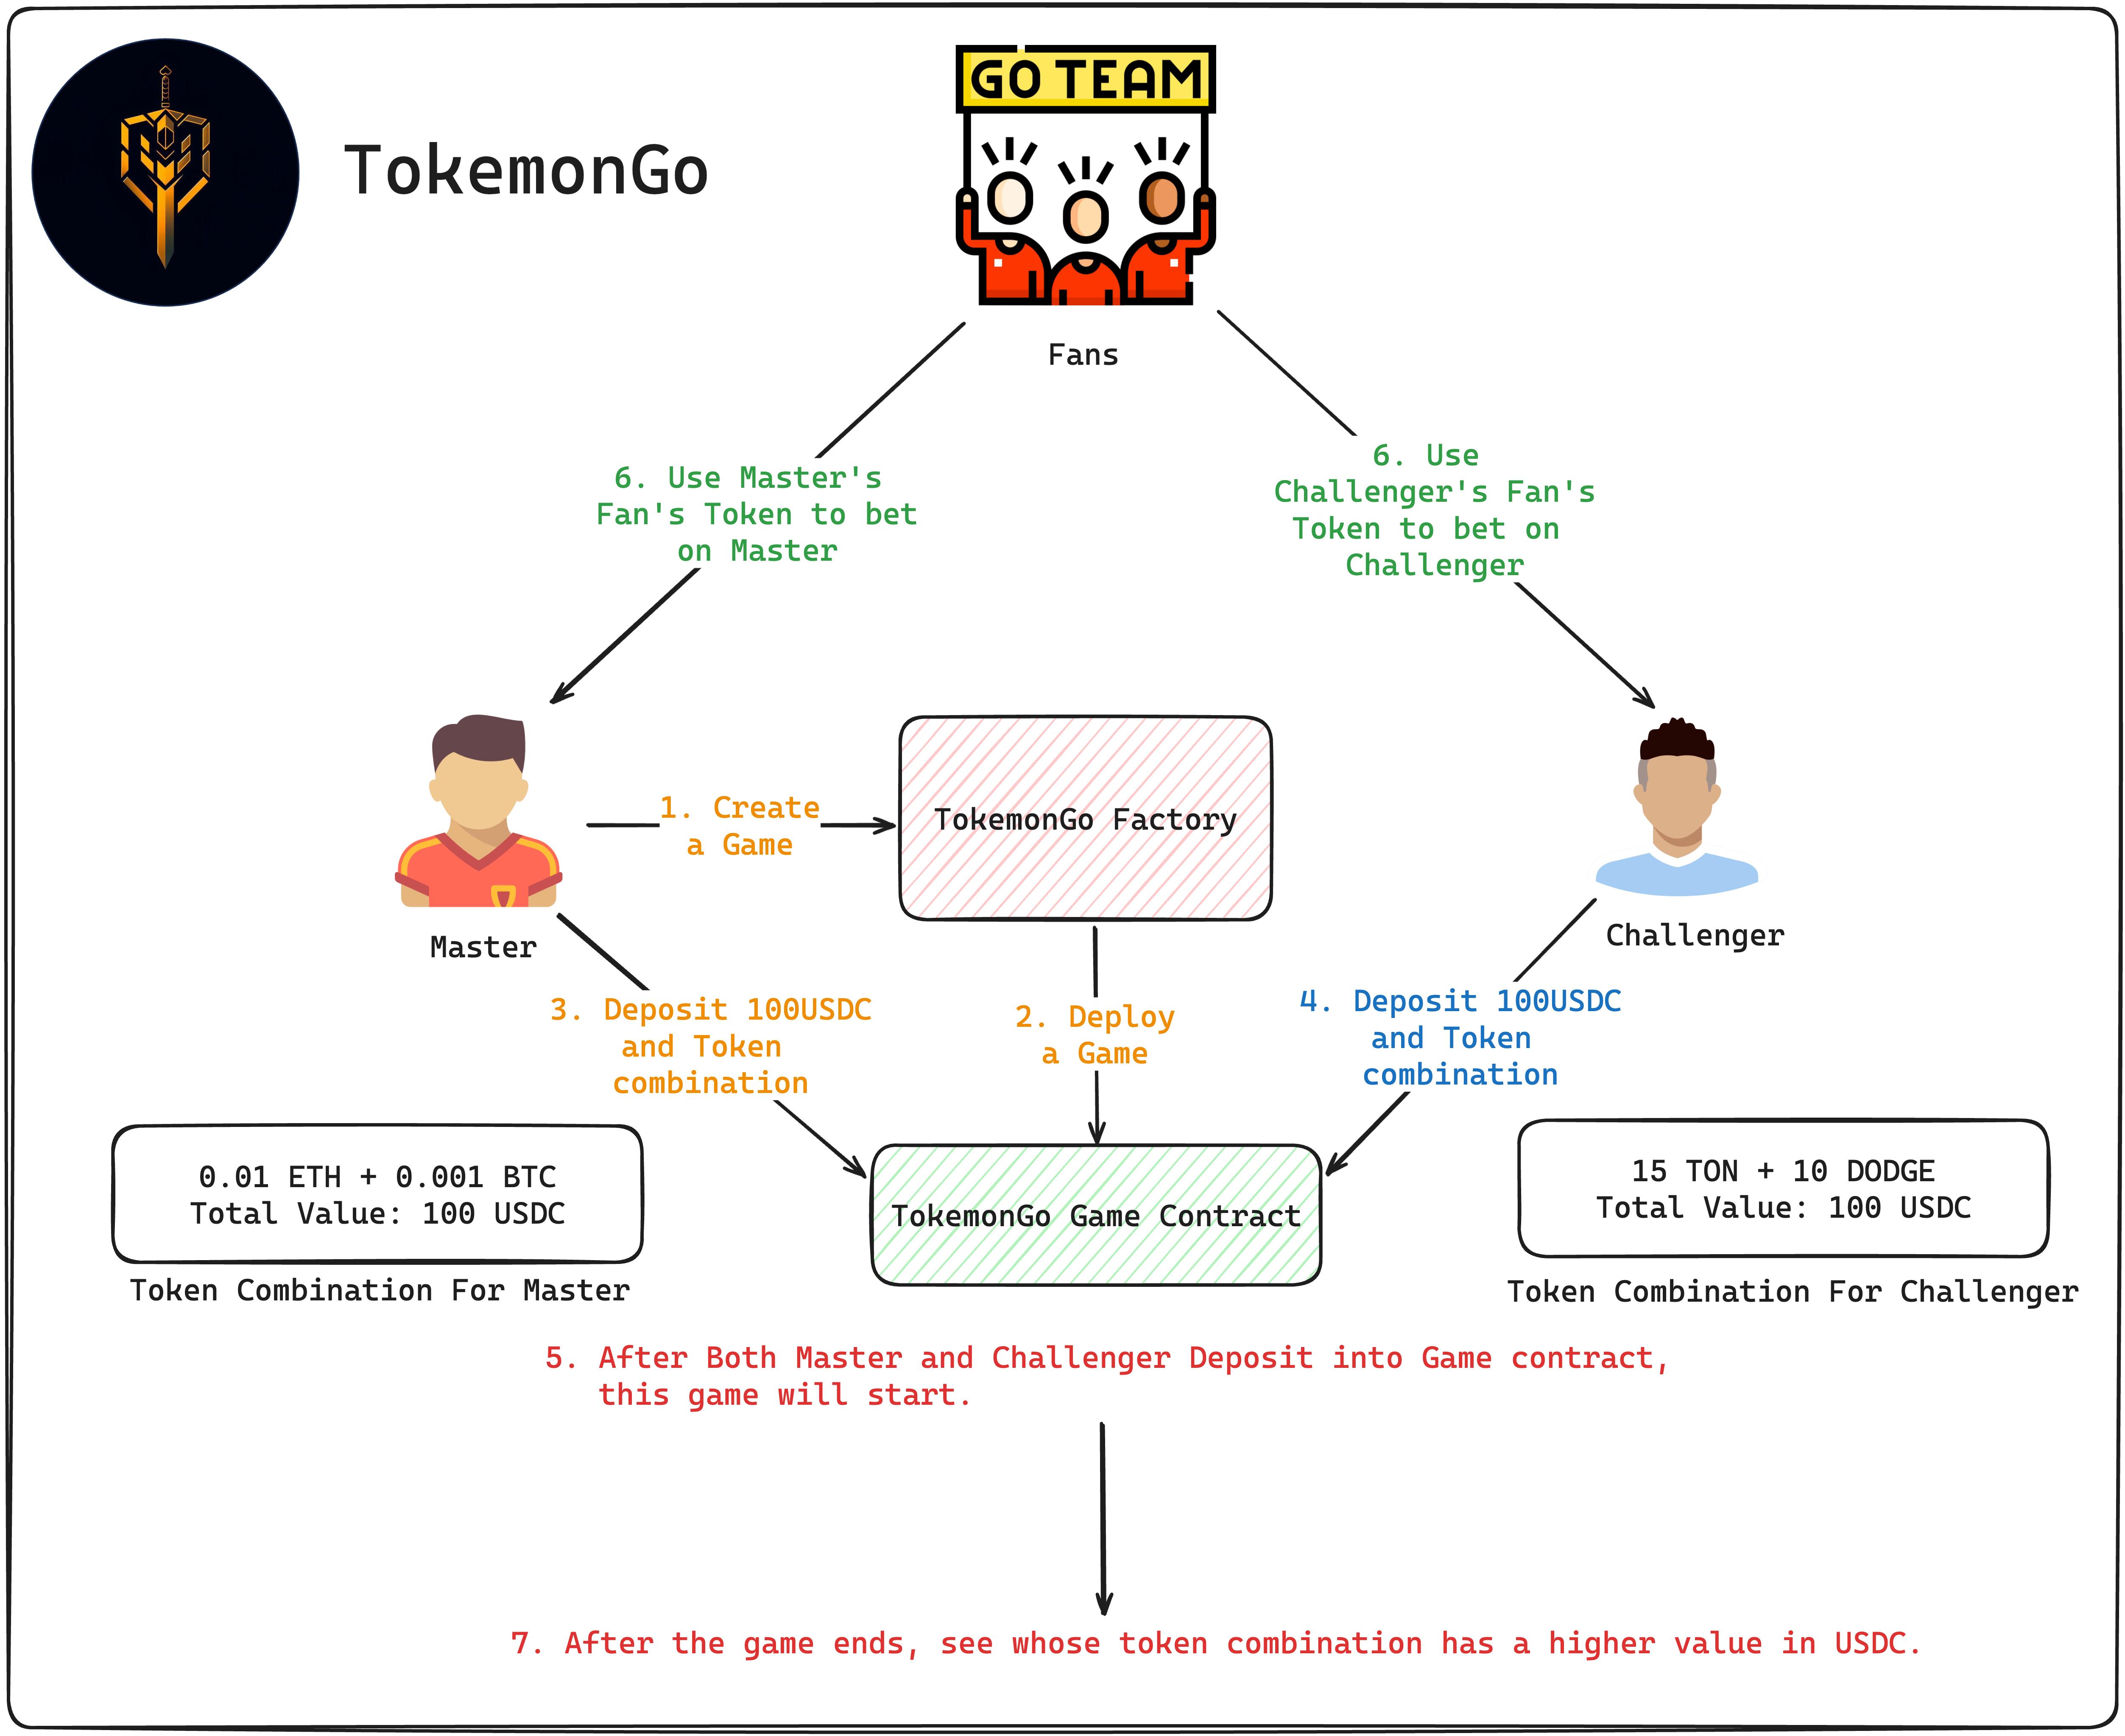 GO TEAM
TokemonGo
Fans
6. Use Master's
Fan's Token to bet
on Master
6. Use
Challenger's Fan's
Token to bet on
Challenger
1. Create
a Game
TokemonGo Factory
Master
Challenger
3. Deposit 100USDC
and Token
combination
2. Deploy
a Game
4. Deposit 100USDC
and Token
combination
0.01 ETH + 0.001 BTC
Total Value: 100 USDC
Token Combination For Master
TokemonGo Game Contract
15 TON + 10 DODGE
Total Value: 100 USDC
Token Combination For Challenger
5. After Both Master and Challenger Deposit into Game contract,
this game will start.
7. After the game ends, see whose token combination has a higher value in USDC.